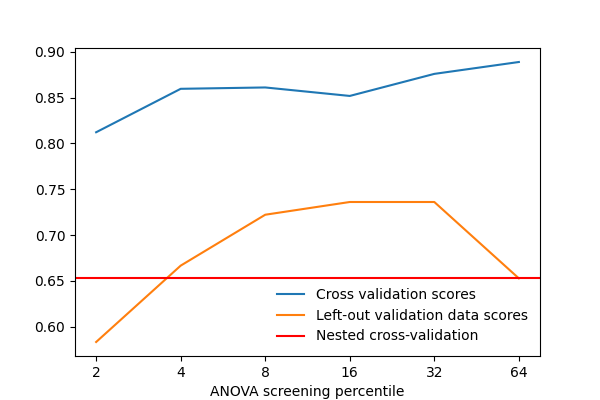 0.90
0.85
0.80
0.75
0.70
0.65
0.60
Cross validation scores
Left-out validation data scores
Nested cross-validation
2 4 8 16 32 64
ANOVA screening percentile